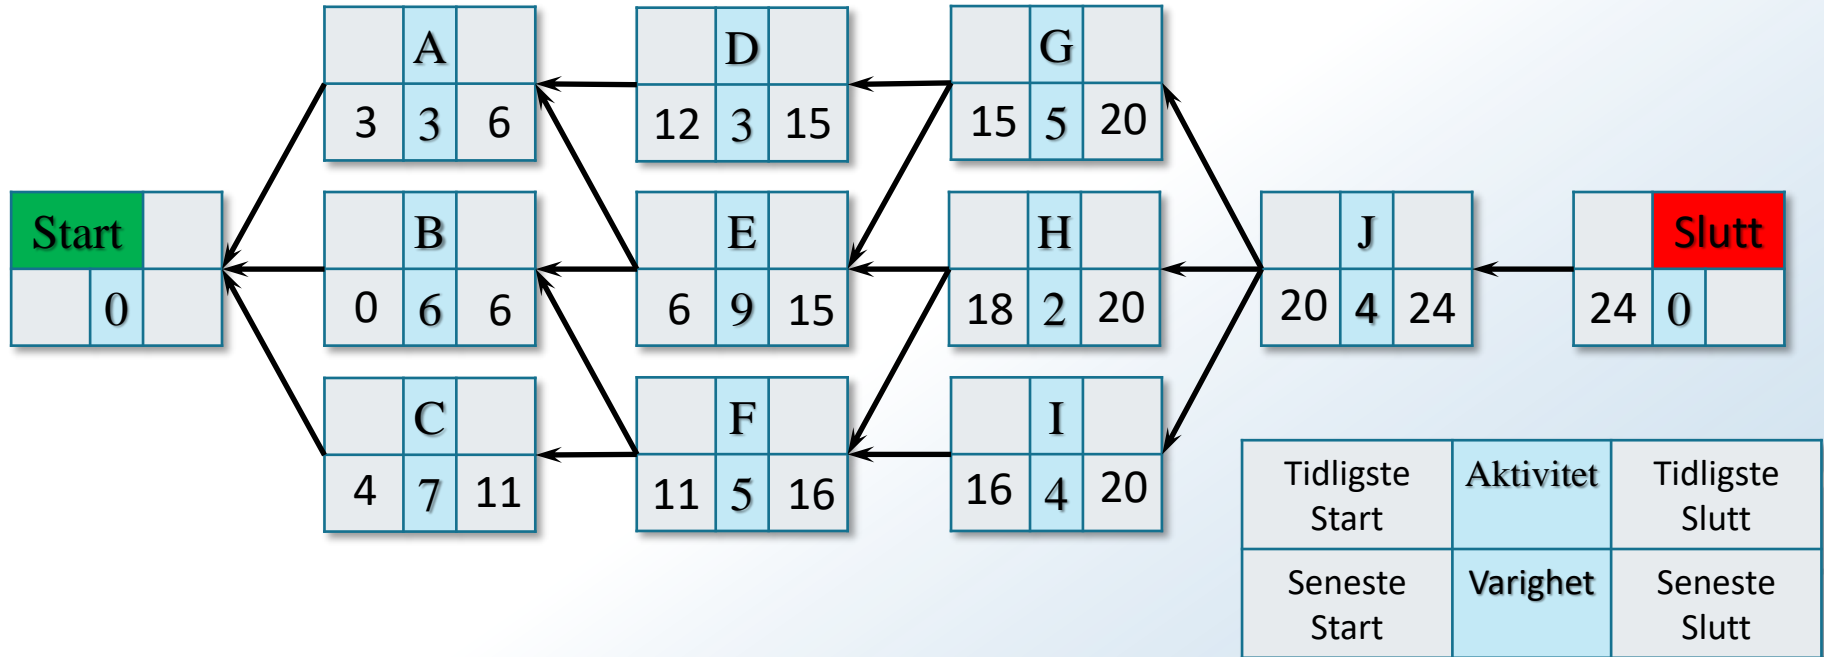 A
D
G
3 3 6
12 3 15
15 5 20
Start
B
E
H
J
Slutt
0
0 6 6
6 9 15
18 2 20
20 4 24
24 0
C
F
I
4 7 11
11 5 16
16 4 20
Tidligste Aktivitet Tidligste
Start Slutt
Seneste Varighet Seneste
Start Slutt